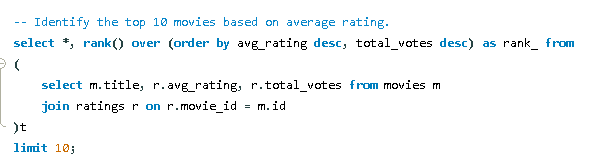 -- Identify the top 10 movies based on average rating.
select *, rank() over (order by avg_rating desc, total_votes desc) as rank_ from
(
select m.title, r.avg_rating, r.total_votes from movies m
join ratings r on r.movie_id = m.id
)t
limit 10;